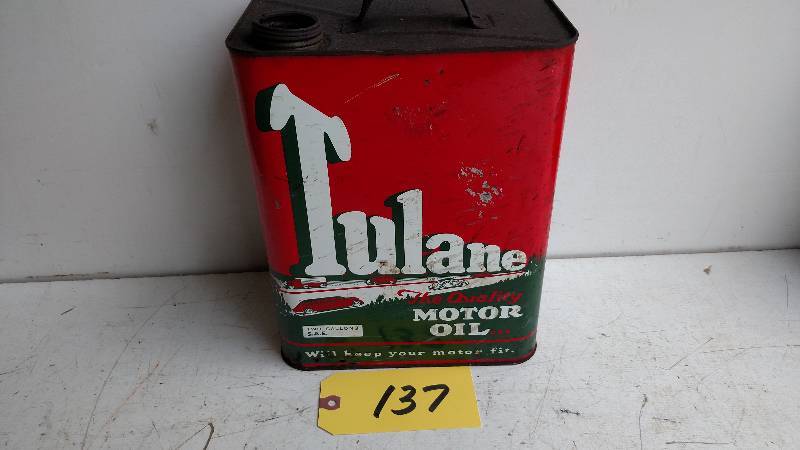 Tulane
The Quality
MOTOR
OIL...
TWO GALLONS
S.A.E.
Will keep your motor fit.
137